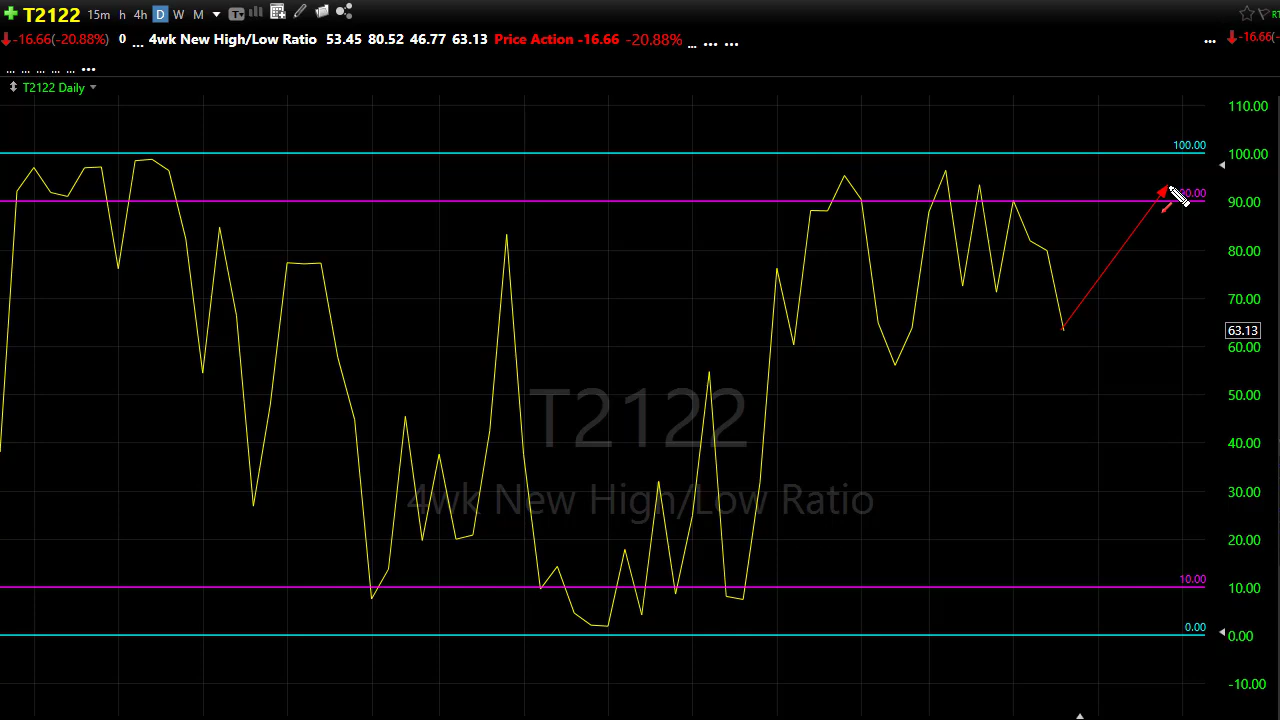 T2122 15m h 4h D W M
-16.66(-20.88%) 0 ... 4wk New High/Low Ratio 53.45 80.52 46.77 63.13 Price Action -16.66 -20.88% ... ... ... ... -16.66(-
... ... ... ... ... ...
T2122 Daily
110.00
100.00 100.00
90.00
80.00
70.00
63.13
60.00
50.00
T2122
40.00
4wk New High/Low Ratio
30.00
20.00
10.00 10.00
0.00 0.00
-10.00